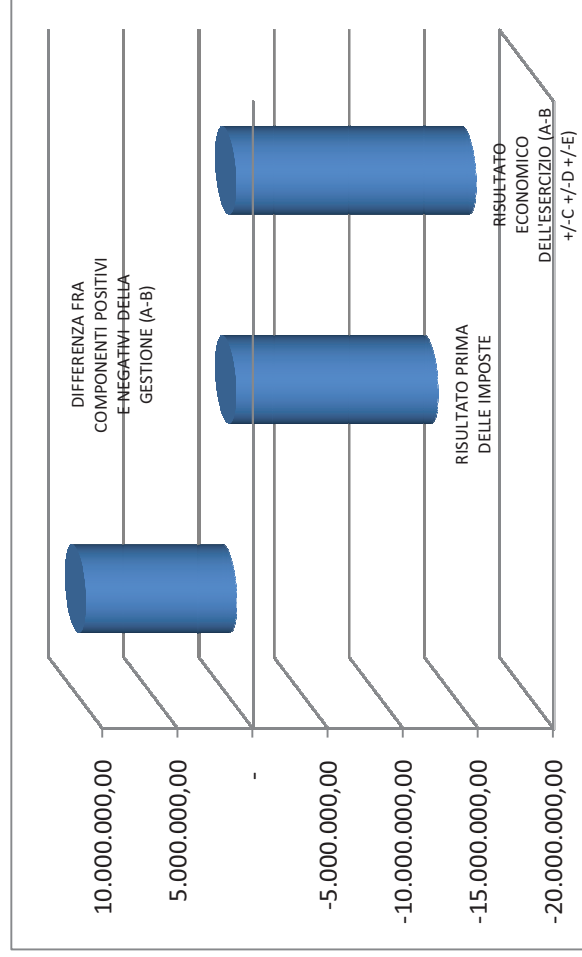 10.000.000,00
5.000.000,00
-
-5.000.000,00
-10.000.000,00
-15.000.000,00
-20.000.000,00
DIFFERENZA FRA
COMPONENTI POSITIVI
E NEGATIVI DELLA
GESTIONE (A-B)
RISULTATO PRIMA
DELLE IMPOSTE
RISULTATO
ECONOMICO
DELL'ESERCIZIO (A-B
+/-C +/-D +/-E)